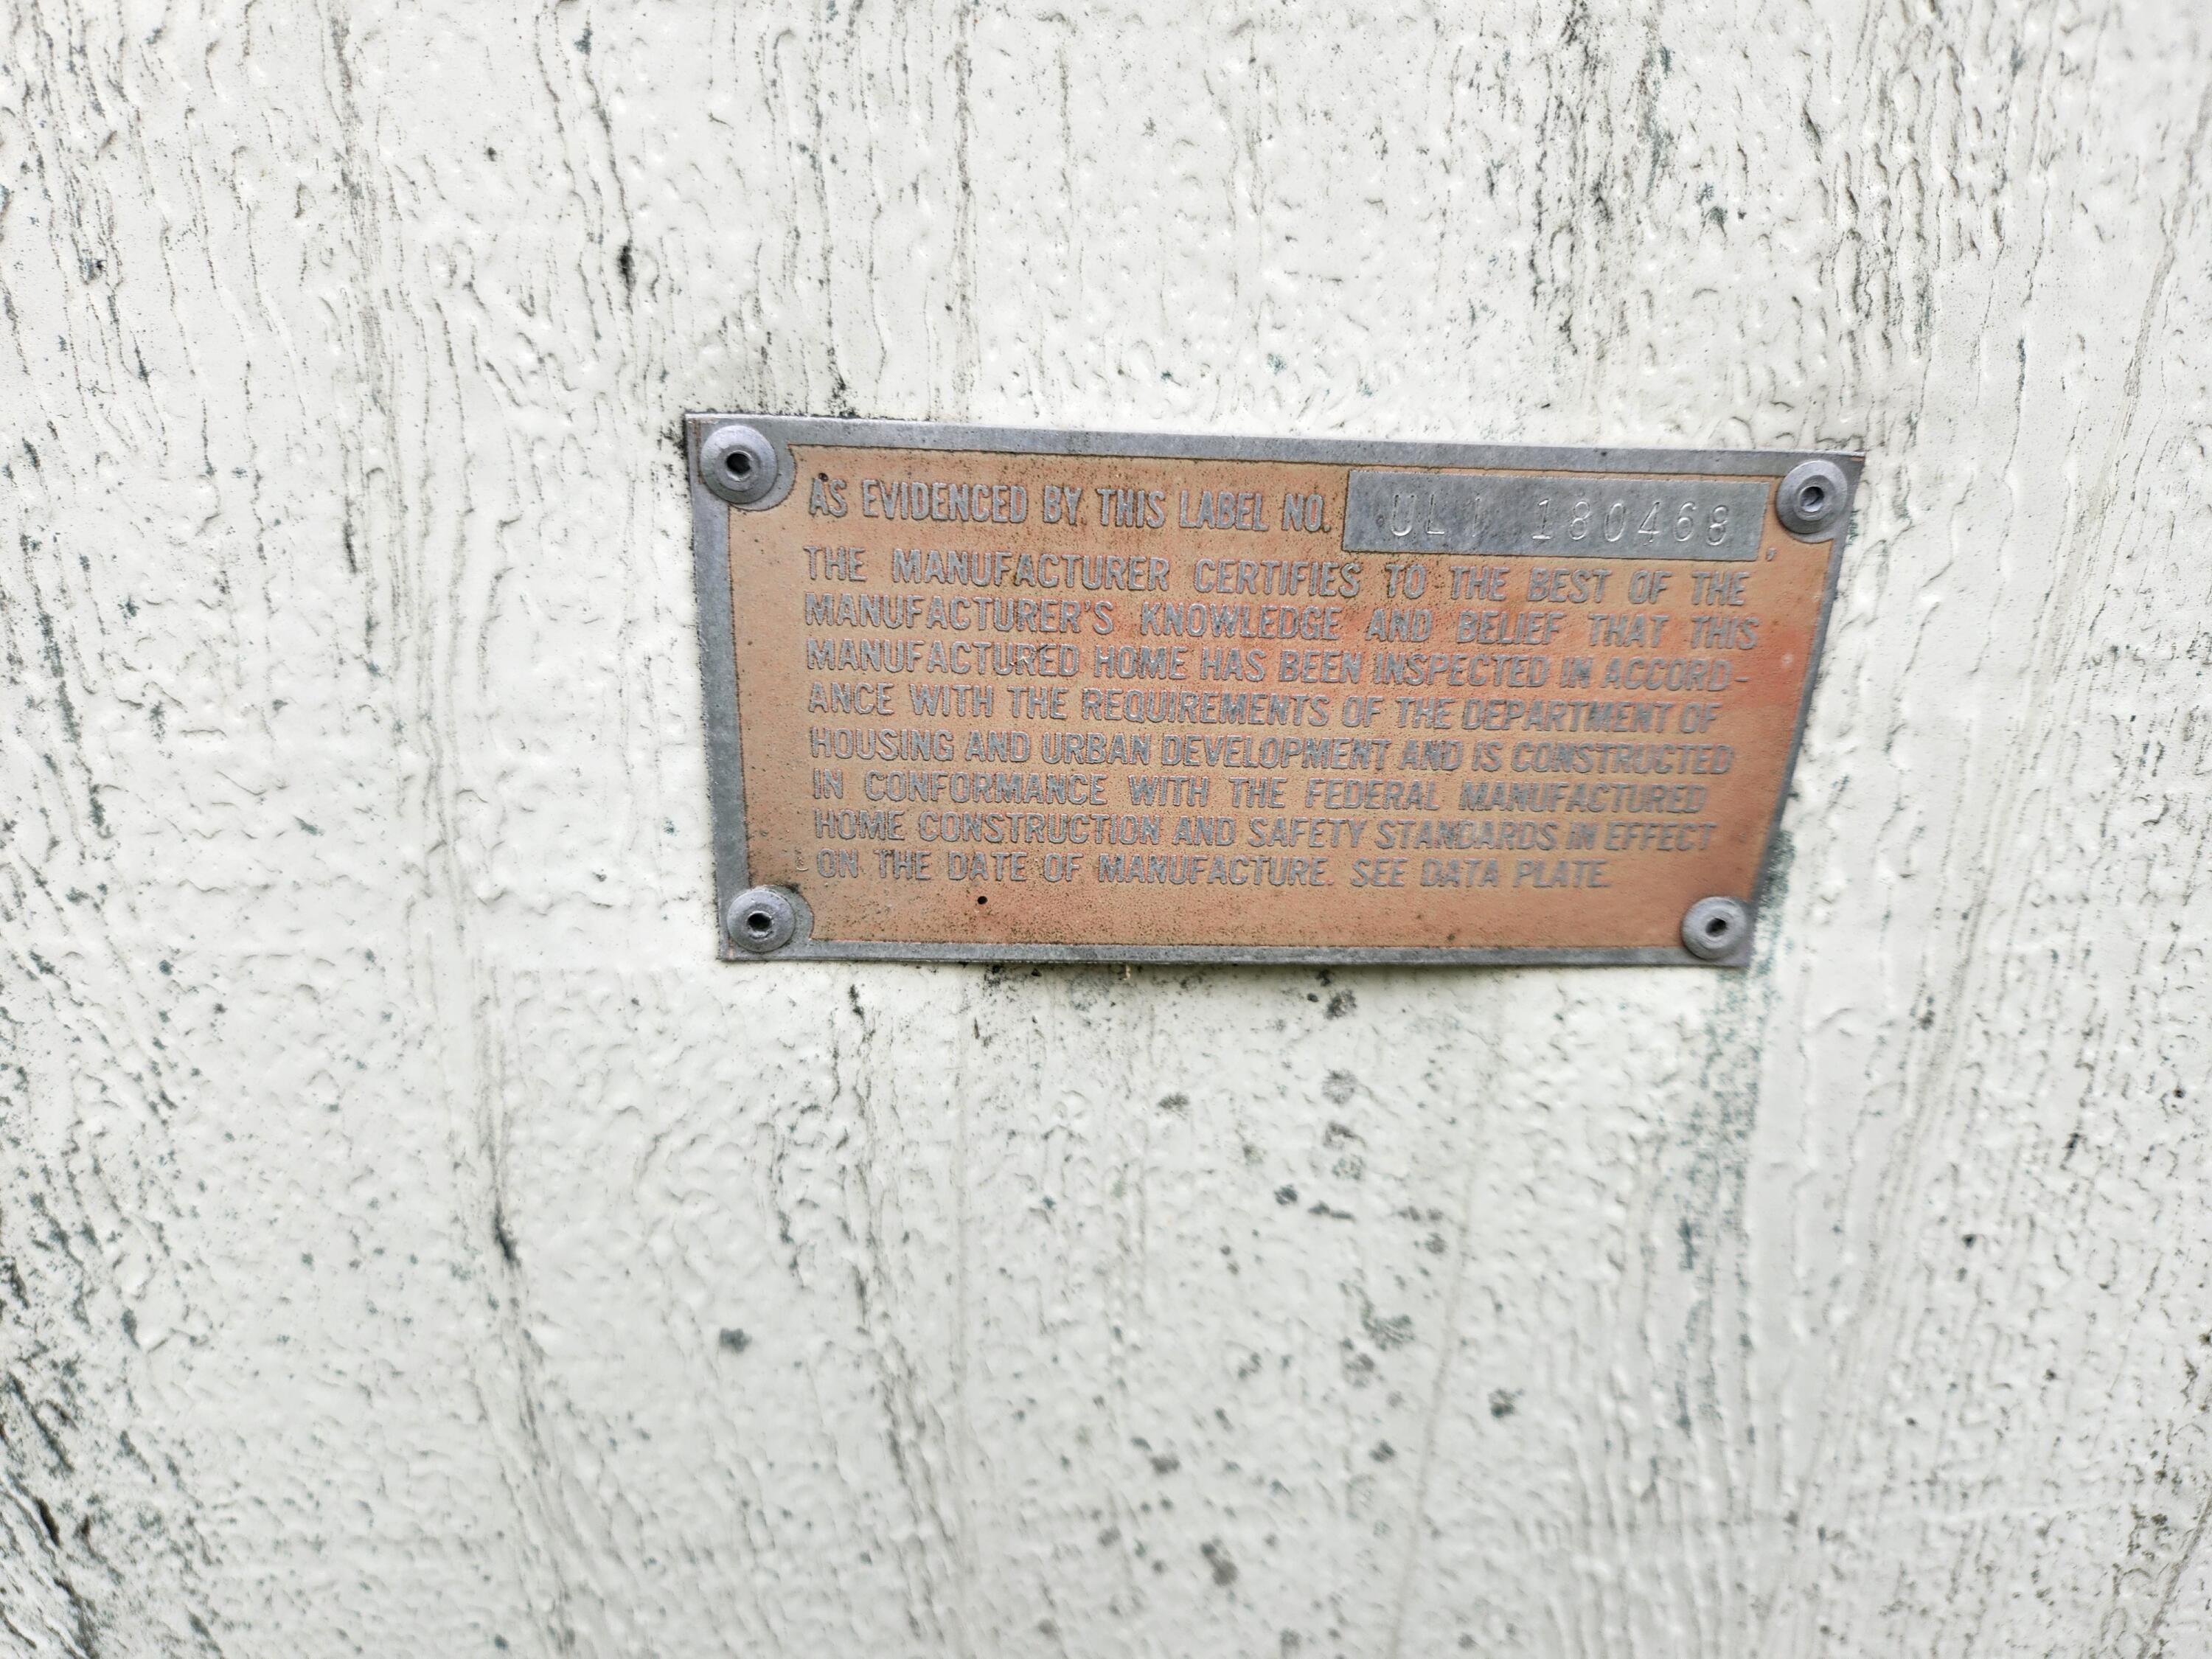 AS EVIDENCED BY THIS LABEL NO. ULI 180468
THE MANUFACTURER CERTIFIES TO THE BEST OF THE
MANUFACTURER'S KNOWLEDGE AND BELIEF THAT THIS
MANUFACTURED HOME HAS BEEN INSPECTED IN ACCORD-
ANCE WITH THE REQUIREMENTS OF THE DEPARTMENT OF
HOUSING AND URBAN DEVELOPMENT AND IS CONSTRUCTED
IN CONFORMANCE WITH THE FEDERAL MANUFACTURED
HOME CONSTRUCTION AND SAFETY STANDARDS IN EFFECT
ON THE DATE OF MANUFACTURE. SEE DATA PLATE.